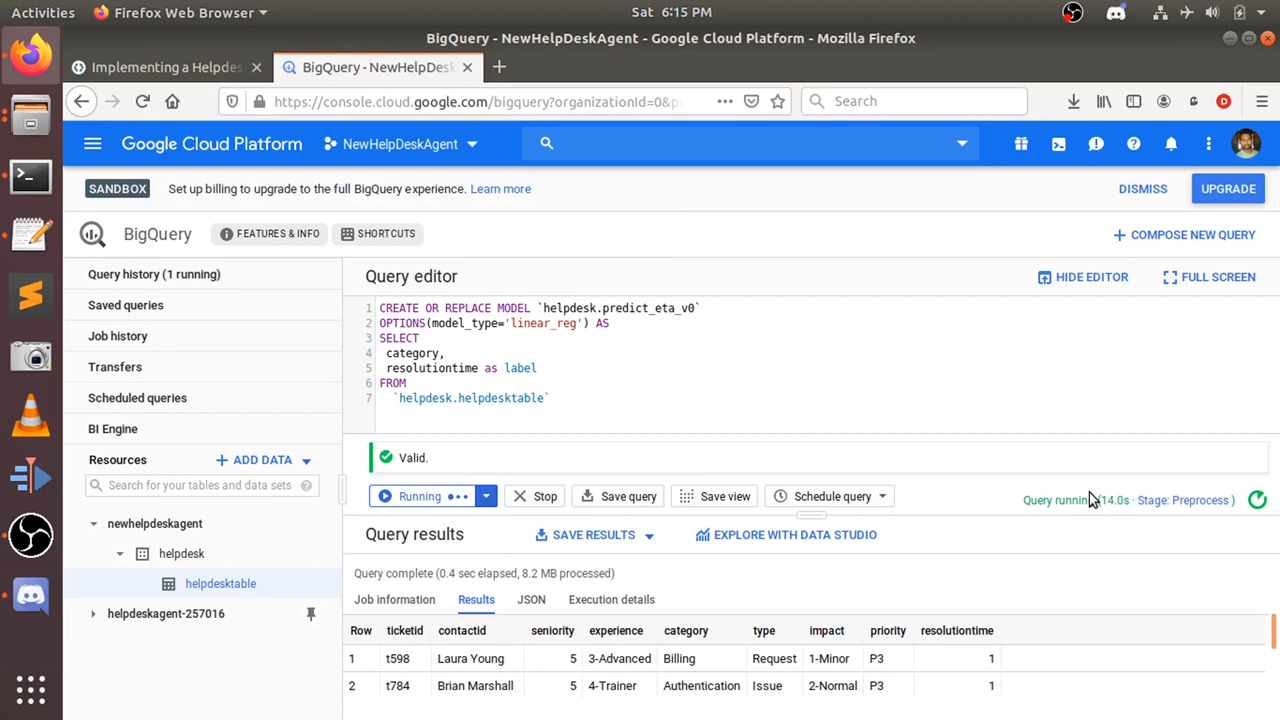 Activities Firefox Web Browser Sat 6:15 PM
BigQuery - NewHelpDeskAgent - Google Cloud Platform - Mozilla Firefox
Implementing a Helpdes BigQuery - NewHelpDesk
https://console.cloud.google.com/bigquery?organizationId=0&p Search
Google Cloud Platform NewHelpDeskAgent
SANDBOX Set up billing to upgrade to the full BigQuery experience. Learn more DISMISS UPGRADE
BigQuery FEATURES & INFO SHORTCUTS + COMPOSE NEW QUERY
Query history (1 running)
Saved queries
Job history
Transfers
Scheduled queries
BI Engine
Resources + ADD DATA
Search for your tables and data sets
newhelpdeskagent
helpdesk
helpdesktable
helpdeskagent-257016
Query editor HIDE EDITOR FULL SCREEN
1 CREATE OR REPLACE MODEL `helpdesk.predict_eta_v0`
2 OPTIONS(model_type='linear_reg') AS
3 SELECT
4 category,
5 resolutiontime as label
6 FROM
7 `helpdesk.helpdesktable`
Valid.
Running Stop Save query Save view Schedule query Query running (14.0s · Stage: Preprocess )
Query results SAVE RESULTS EXPLORE WITH DATA STUDIO
Query complete (0.4 sec elapsed, 8.2 MB processed)
Job information Results JSON Execution details
Row ticketid contactid seniority experience category type impact priority resolutiontime
1 t598 Laura Young 5 3-Advanced Billing Request 1-Minor P3 1
2 t784 Brian Marshall 5 4-Trainer Authentication Issue 2-Normal P3 1